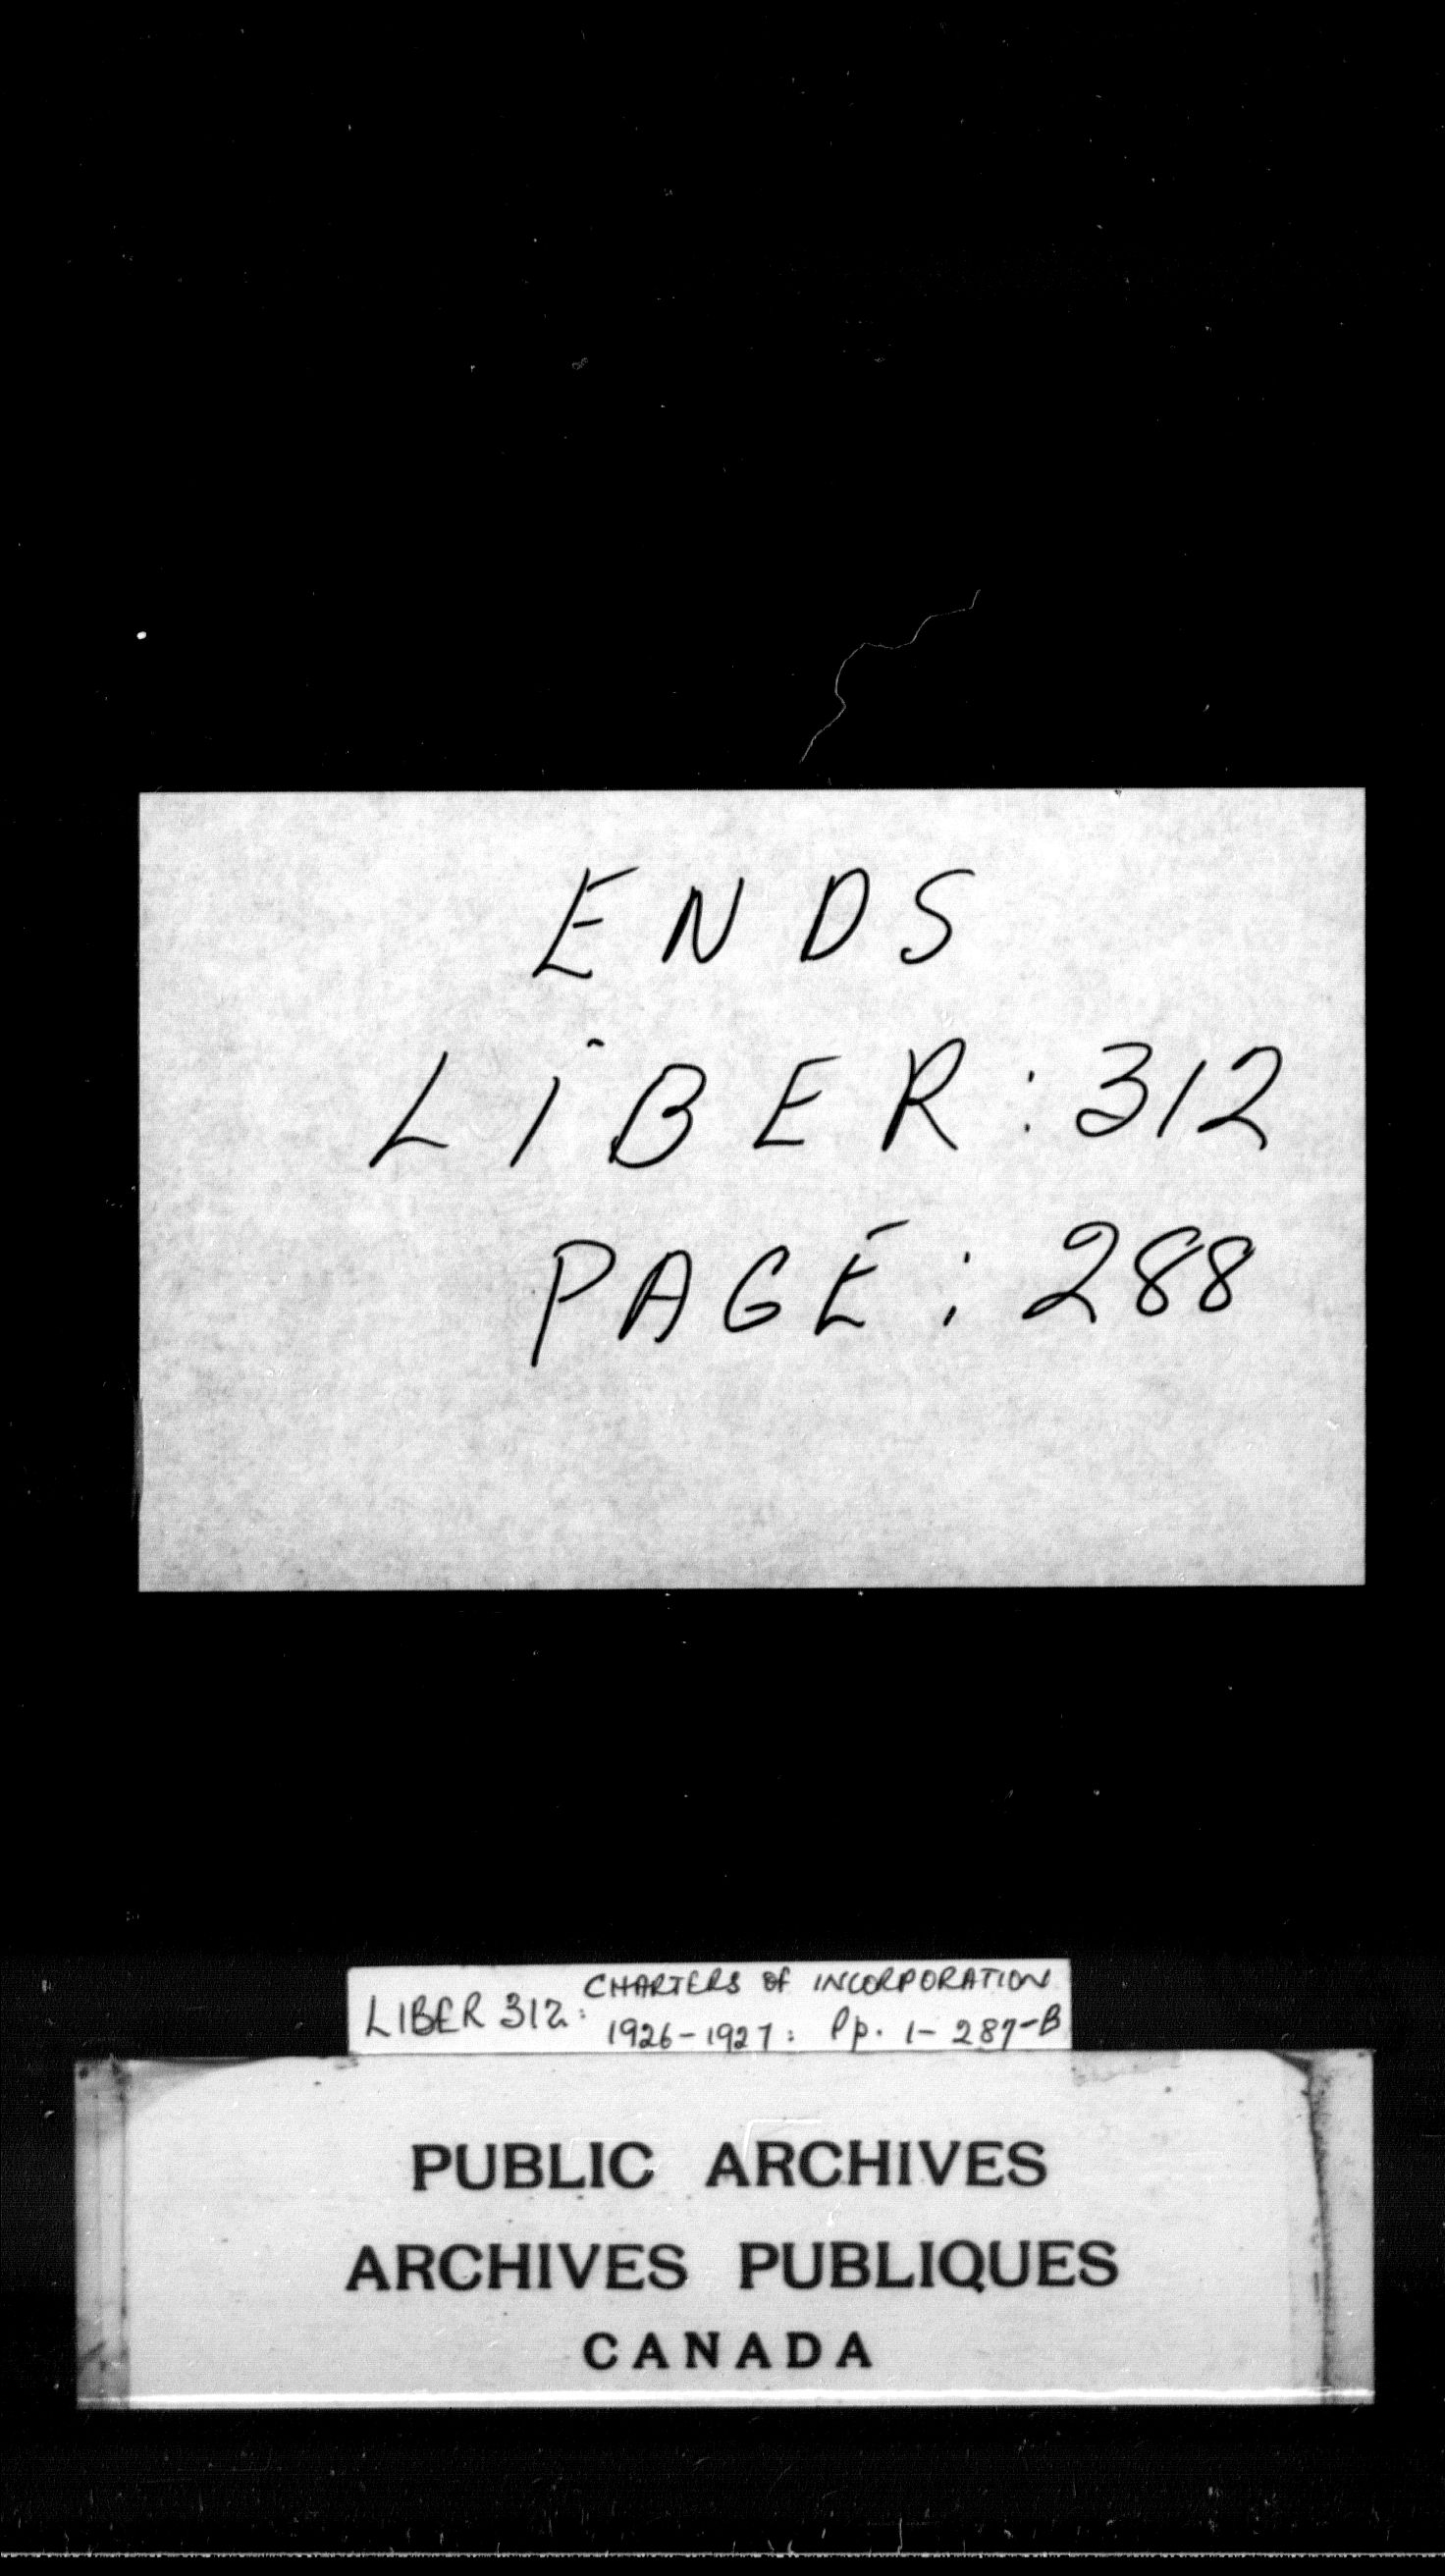 ENDS
LIBER: 312
PAGE: 288
LIBER 312: CHARTERS OF INCORPORATION
1926-1927: Pp. 1-287-B
PUBLIC ARCHIVES
ARCHIVES PUBLIQUES
CANADA